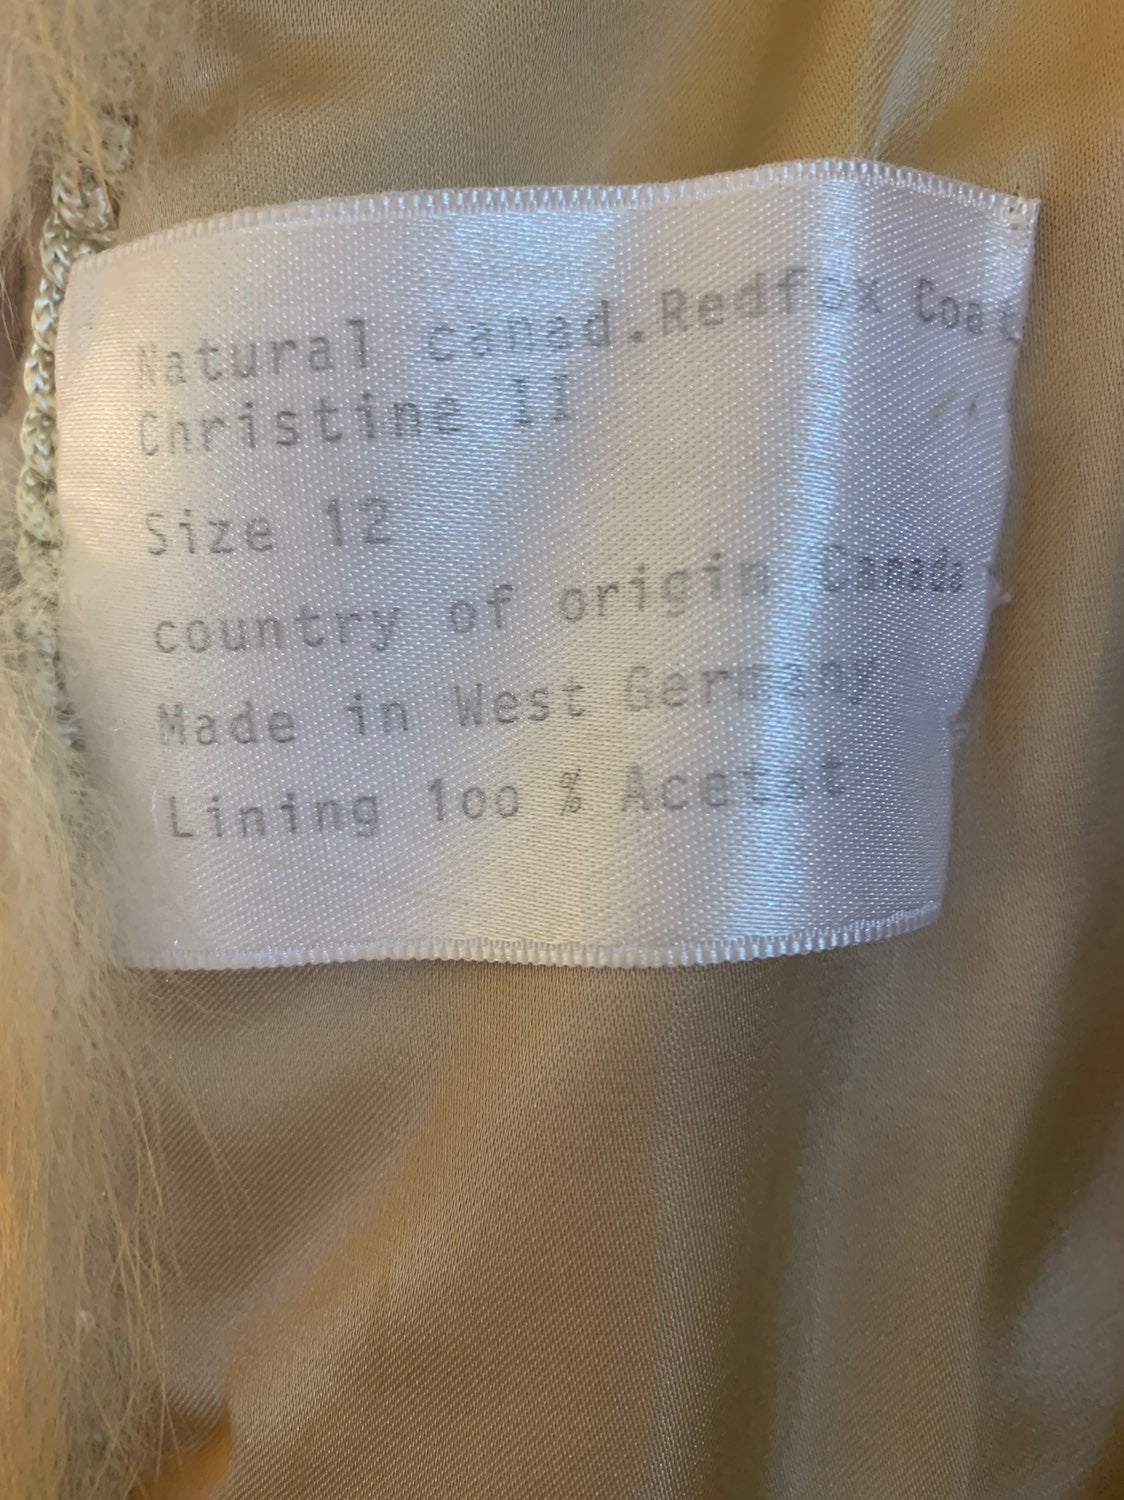 Natural canad.Redfox Coat
Christine II
Size 12
country of origin Canada
Made in West Germany
Lining 1oo % Acetat